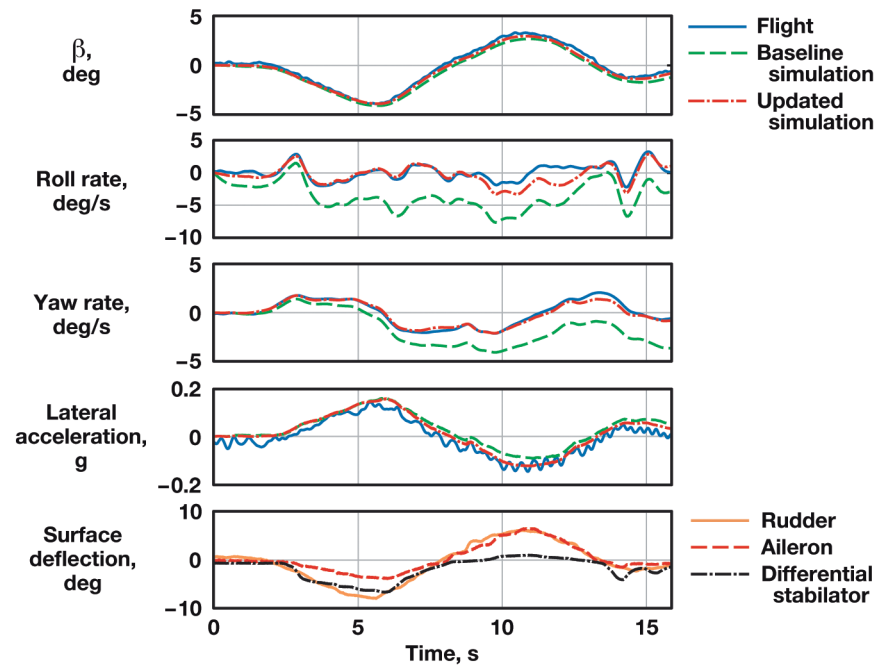 β,
deg
5
0
−5
Flight
Baseline
simulation
Updated
simulation
Roll rate,
deg/s
5
0
−5
−10
Yaw rate,
deg/s
5
0
−5
Lateral
acceleration,
g
0.2
0
−0.2
Surface
deflection,
deg
10
0
−10
Rudder
Aileron
Differential
stabilator
0
5
10
15
Time, s